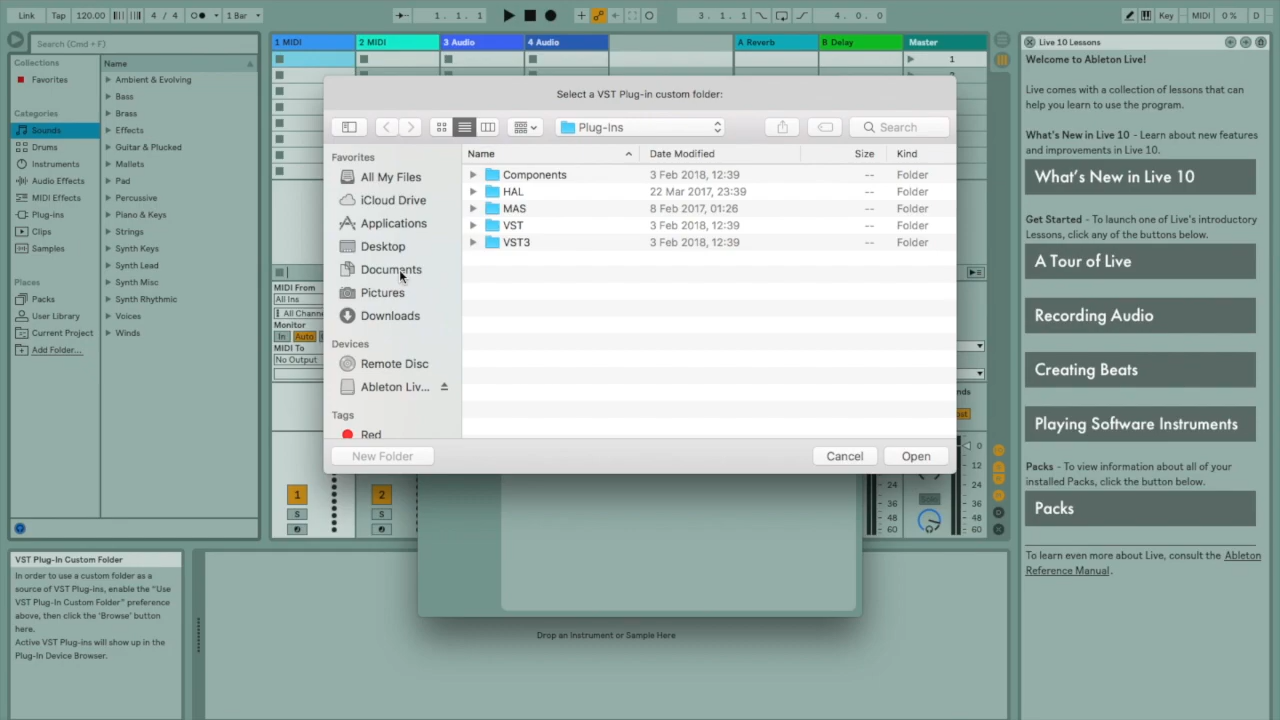 Link Tap 120.00 4 / 4 1 Bar 1. 1. 1 3. 1. 1 4. 0. 0 Key MIDI 0 % D
Search (Cmd + F)
Collections
Favorites
Categories
Sounds
Drums
Instruments
Audio Effects
MIDI Effects
Plug-ins
Clips
Samples
Places
Packs
User Library
Current Project
Add Folder...
Name
Ambient & Evolving
Bass
Brass
Effects
Guitar & Plucked
Mallets
Pad
Percussive
Piano & Keys
Strings
Synth Keys
Synth Lead
Synth Misc
Synth Rhythmic
Voices
Winds
1 MIDI 2 MIDI 3 Audio 4 Audio A Reverb B Delay Master
1
MIDI From
All Ins
All Channe
Monitor
In Auto
MIDI To
No Output
1 2
S S
Select a VST Plug-in custom folder:
Plug-Ins
Search
Favorites
All My Files
iCloud Drive
Applications
Desktop
Documents
Pictures
Downloads
Devices
Remote Disc
Ableton Liv...
Tags
Red
Name Date Modified Size Kind
Components 3 Feb 2018, 12:39 -- Folder
HAL 22 Mar 2017, 23:39 -- Folder
MAS 8 Feb 2017, 01:26 -- Folder
VST 3 Feb 2018, 12:39 -- Folder
VST3 3 Feb 2018, 12:39 -- Folder
New Folder Cancel Open
0
12
24 24
Solo
36 36
48 48
60 60
Live 10 Lessons
Welcome to Ableton Live!
Live comes with a collection of lessons that can
help you learn to use the program.
What's New in Live 10 - Learn about new features
and improvements in Live 10.
What's New in Live 10
Get Started - To launch one of Live's introductory
Lessons, click any of the buttons below.
A Tour of Live
Recording Audio
Creating Beats
Playing Software Instruments
Packs - To view information about all of your
installed Packs, click the button below.
Packs
To learn even more about Live, consult the Ableton
Reference Manual.
VST Plug-In Custom Folder
In order to use a custom folder as a
source of VST Plug-ins, enable the "Use
VST Plug-In Custom Folder" preference
above, then click the 'Browse' button
here.
Active VST Plug-ins will show up in the
Plug-In Device Browser.
Drop an Instrument or Sample Here